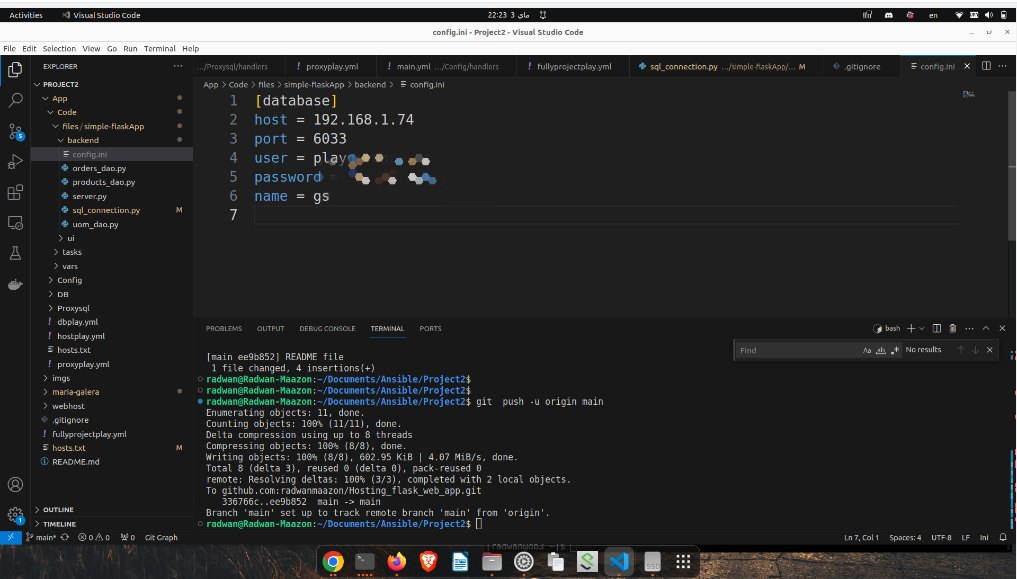 Activities Visual Studio Code 22:23 3 ماي en
config.ini - Project2 - Visual Studio Code
File Edit Selection View Go Run Terminal Help
EXPLORER
.../Proxysql/handlers ! proxyplay.yml ! main.yml .../Config/handlers ! fullyprojectplay.yml sql_connection.py .../simple-flaskApp/... M .gitignore config.ini
PROJECT2
App
Code
files / simple-flaskApp
backend
config.ini
orders_dao.py
products_dao.py
server.py
sql_connection.py M
uom_dao.py
ui
tasks
vars
Config
DB
Proxysql
! dbplay.yml
! hostplay.yml
hosts.txt
! proxyplay.yml
imgs
maria-galera
webhost
.gitignore
! fullyprojectplay.yml
hosts.txt M
README.md
OUTLINE
TIMELINE
App > Code > files > simple-flaskApp > backend > config.ini
1 [database]
2 host = 192.168.1.74
3 port = 6033
4 user = play
5 password =
6 name = gs
7
PROBLEMS OUTPUT DEBUG CONSOLE TERMINAL PORTS bash
Find Aa ab .* No results
[main ee9b852] README file
1 file changed, 4 insertions(+)
radwan@Radwan-Maazon:~/Documents/Ansible/Project2$
radwan@Radwan-Maazon:~/Documents/Ansible/Project2$
radwan@Radwan-Maazon:~/Documents/Ansible/Project2$ git push -u origin main
Enumerating objects: 11, done.
Counting objects: 100% (11/11), done.
Delta compression using up to 8 threads
Compressing objects: 100% (8/8), done.
Writing objects: 100% (8/8), 602.95 KiB | 4.07 MiB/s, done.
Total 8 (delta 3), reused 0 (delta 0), pack-reused 0
remote: Resolving deltas: 100% (3/3), completed with 2 local objects.
To github.com:radwanmaazon/Hosting_flask_web_app.git
336766c..ee9b852 main -> main
Branch 'main' set up to track remote branch 'main' from 'origin'.
radwan@Radwan-Maazon:~/Documents/Ansible/Project2$
main* 0 0 0 Git Graph Ln 7, Col 1 Spaces: 4 UTF-8 LF Ini
SSD